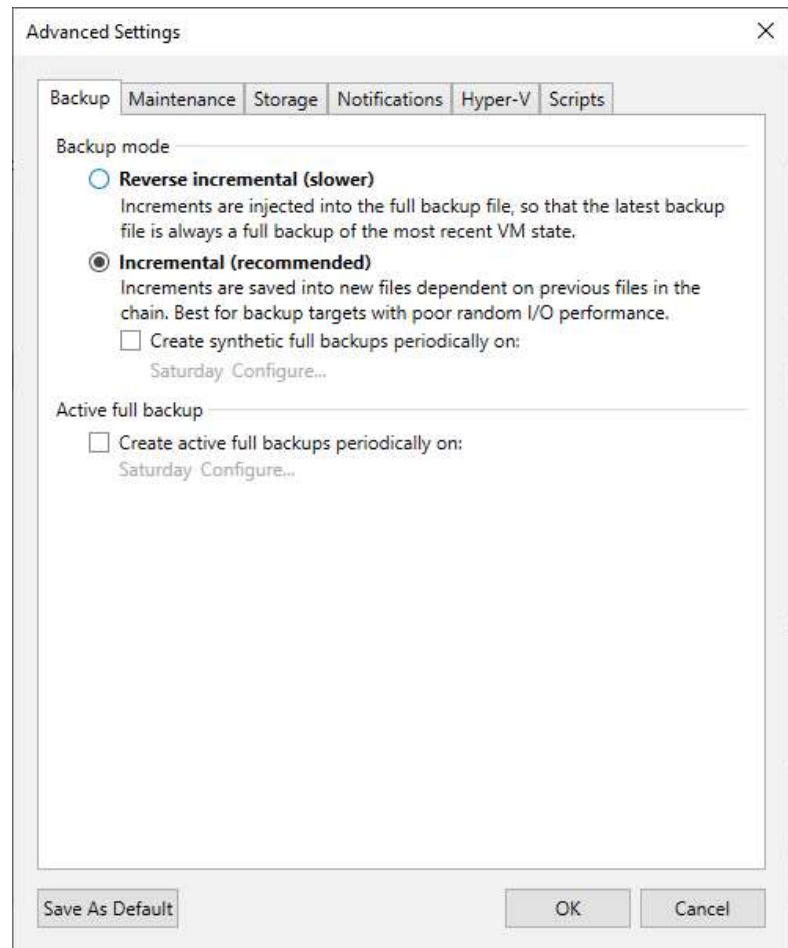 Advanced Settings
Backup Maintenance Storage Notifications Hyper-V Scripts
Backup mode
Reverse incremental (slower)
Increments are injected into the full backup file, so that the latest backup
file is always a full backup of the most recent VM state.
Incremental (recommended)
Increments are saved into new files dependent on previous files in the
chain. Best for backup targets with poor random I/O performance.
Create synthetic full backups periodically on:
Saturday Configure...
Active full backup
Create active full backups periodically on:
Saturday Configure...
Save As Default OK Cancel